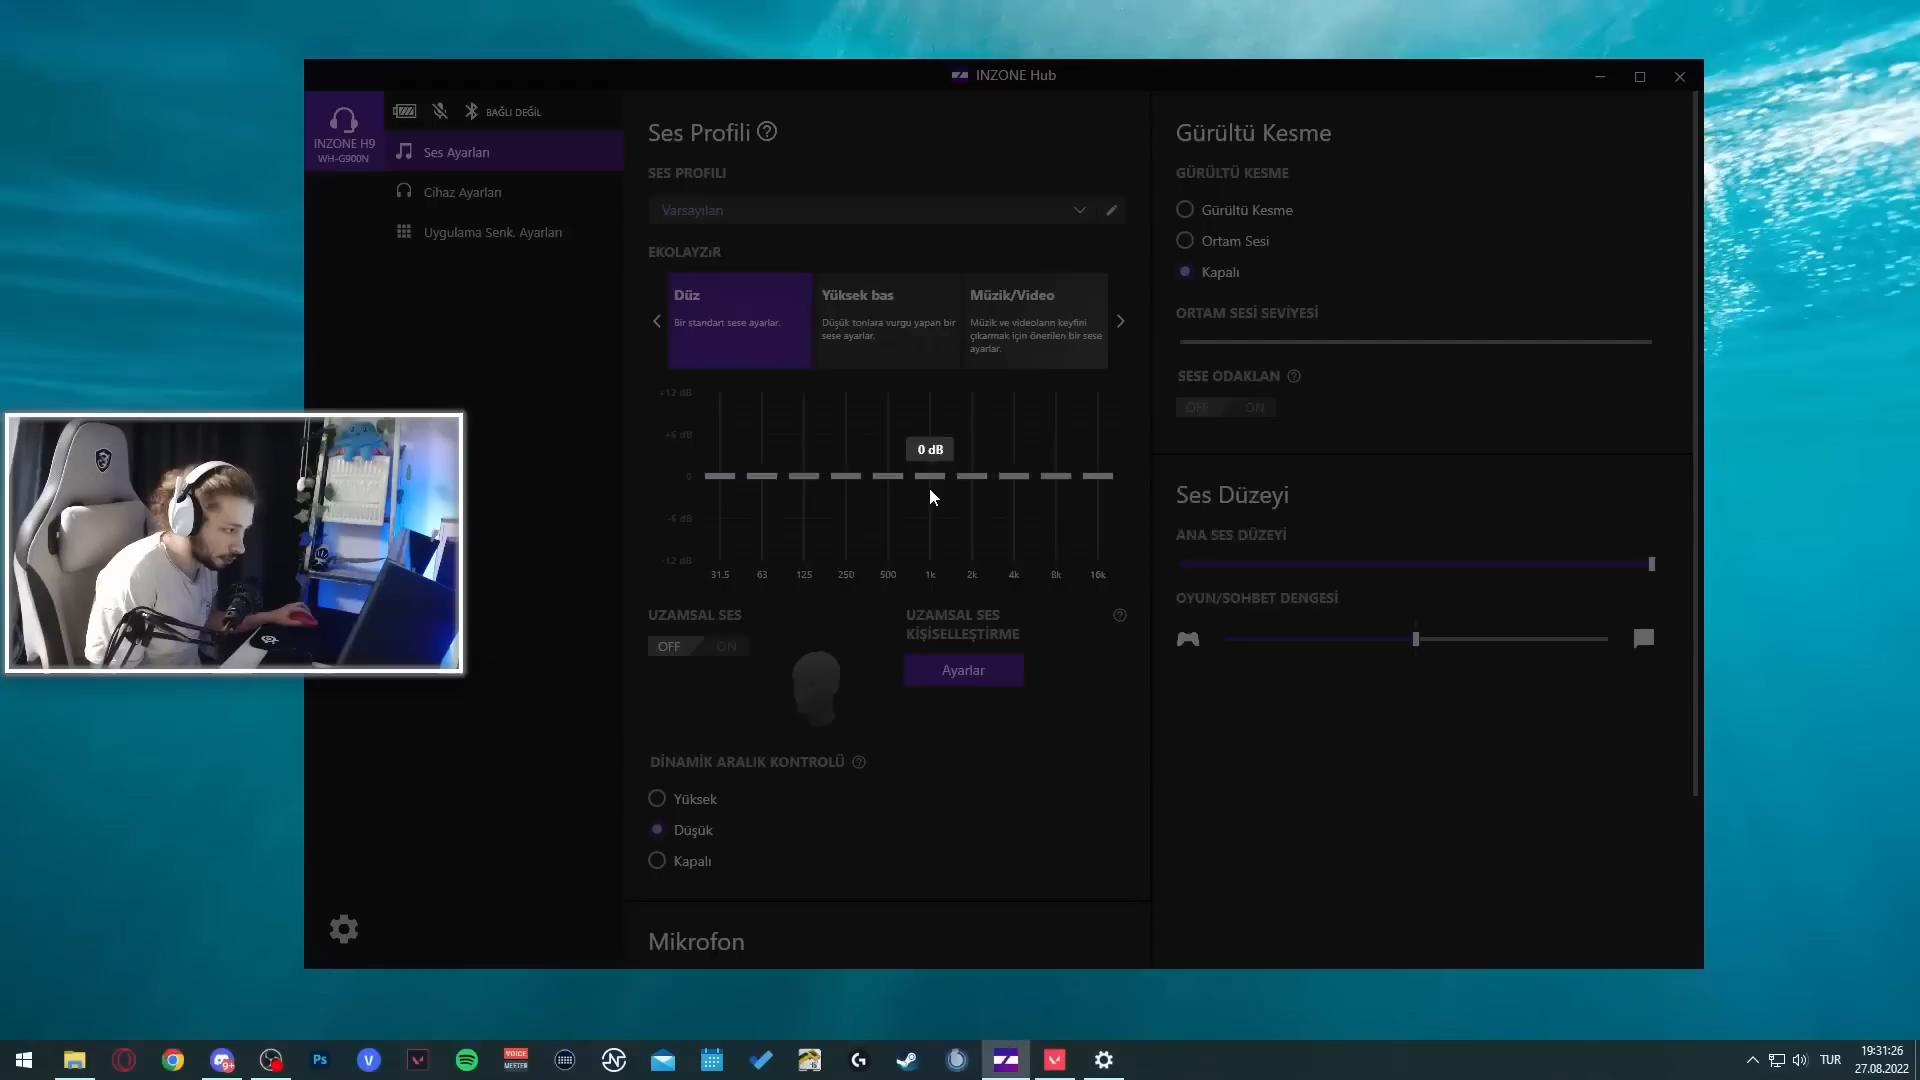 INZONE Hub
INZONE H9
WH-G900N
BAĞLI DEĞİL
Ses Ayarları
Cihaz Ayarları
Uygulama Senk. Ayarları
Ses Profili
SES PROFILI
Varsayılan
EKOLAYZıR
Düz
Bir standart sese ayarlar.
Yüksek bas
Düşük tonlara vurgu yapan bir
sese ayarlar.
Müzik/Video
Müzik ve videoların keyfini
çıkarmak için önerilen bir sese
ayarlar.
+12 dB
+6 dB
0
-6 dB
-12 dB
0 dB
31.5 63 125 250 500 1k 2k 4k 8k 16k
UZAMSAL SES
OFF ON
UZAMSAL SES
KİŞİSELLEŞTİRME
Ayarlar
DİNAMİK ARALIK KONTROLÜ
Yüksek
Düşük
Kapalı
Mikrofon
Gürültü Kesme
GÜRÜLTÜ KESME
Gürültü Kesme
Ortam Sesi
Kapalı
ORTAM SESİ SEVİYESİ
SESE ODAKLAN
OFF ON
Ses Düzeyi
ANA SES DÜZEYİ
OYUN/SOHBET DENGESİ
9+
Ps
V
VOICE
MEETER
TUR
19:31:26
27.08.2022